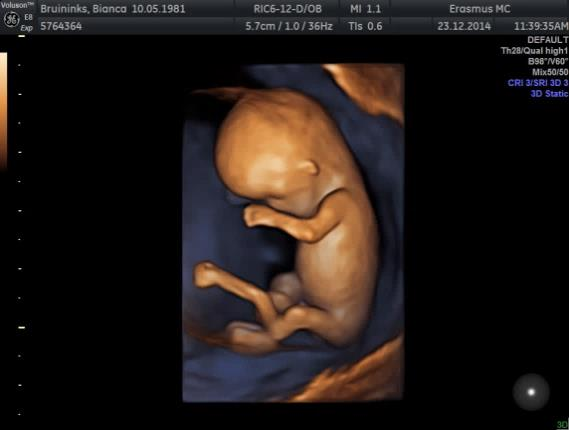 Voluson™
E8
Exp
Bruininks, Bianca 10.05.1981
RIC6-12-D/OB
MI 1.1
Erasmus MC
5764364
5.7cm / 1.0 / 36Hz
TIs 0.6
23.12.2014
11:39:35AM
DEFAULT
Th28/Qual high1
B98°/V60°
Mix50/50
CRI 3/SRI 3D 3
3D Static
3D